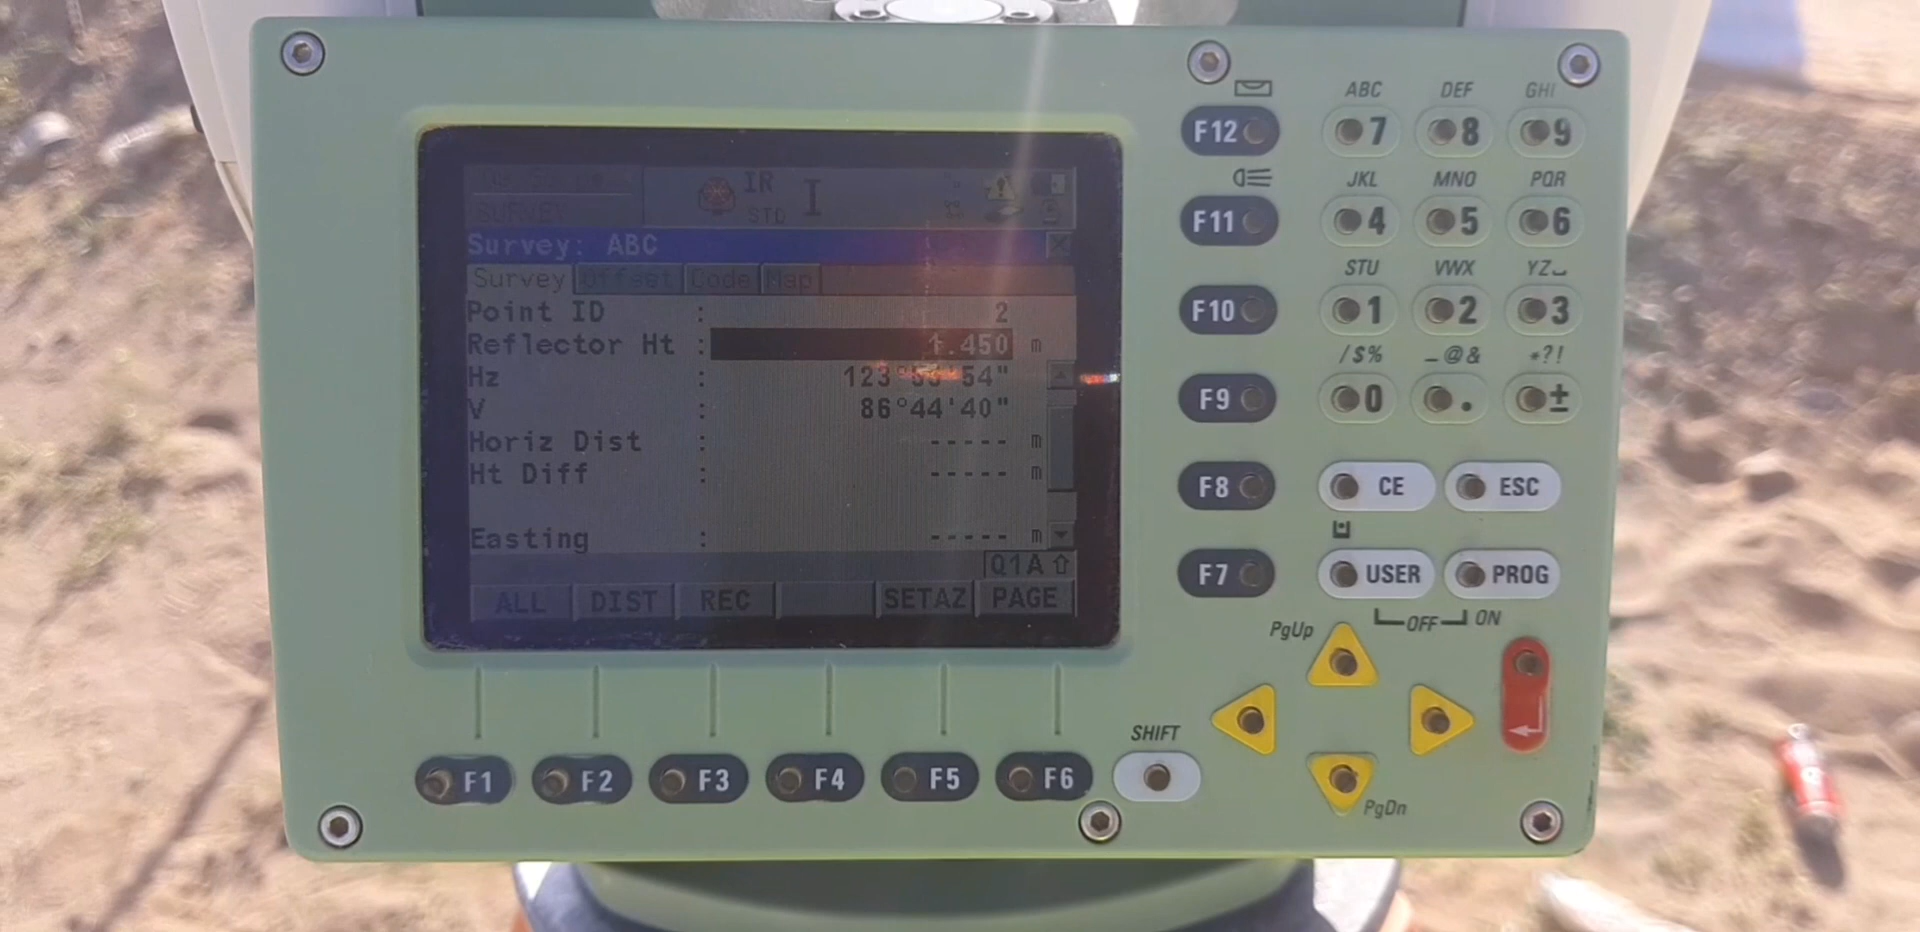 IR
STD
SURVEY
Survey: ABC
Survey Offset Code Map
Point ID : 2
Reflector Ht : 1.450 m
Hz : 54"
V : 86°44'40"
Horiz Dist : ----- m
Ht Diff : ----- m
Easting : ----- m
Q1A⇧
ALL DIST REC SETAZ PAGE
F1 F2 F3 F4 F5 F6
SHIFT
F12
F11
F10
F9
F8
F7
ABC DEF GHI
7 8 9
JKL MNO PQR
4 5 6
STU VWX YZ
1 2 3
/$% _@& *?!
0 . ±
CE ESC
USER PROG
OFF ON
PgUp
PgDn